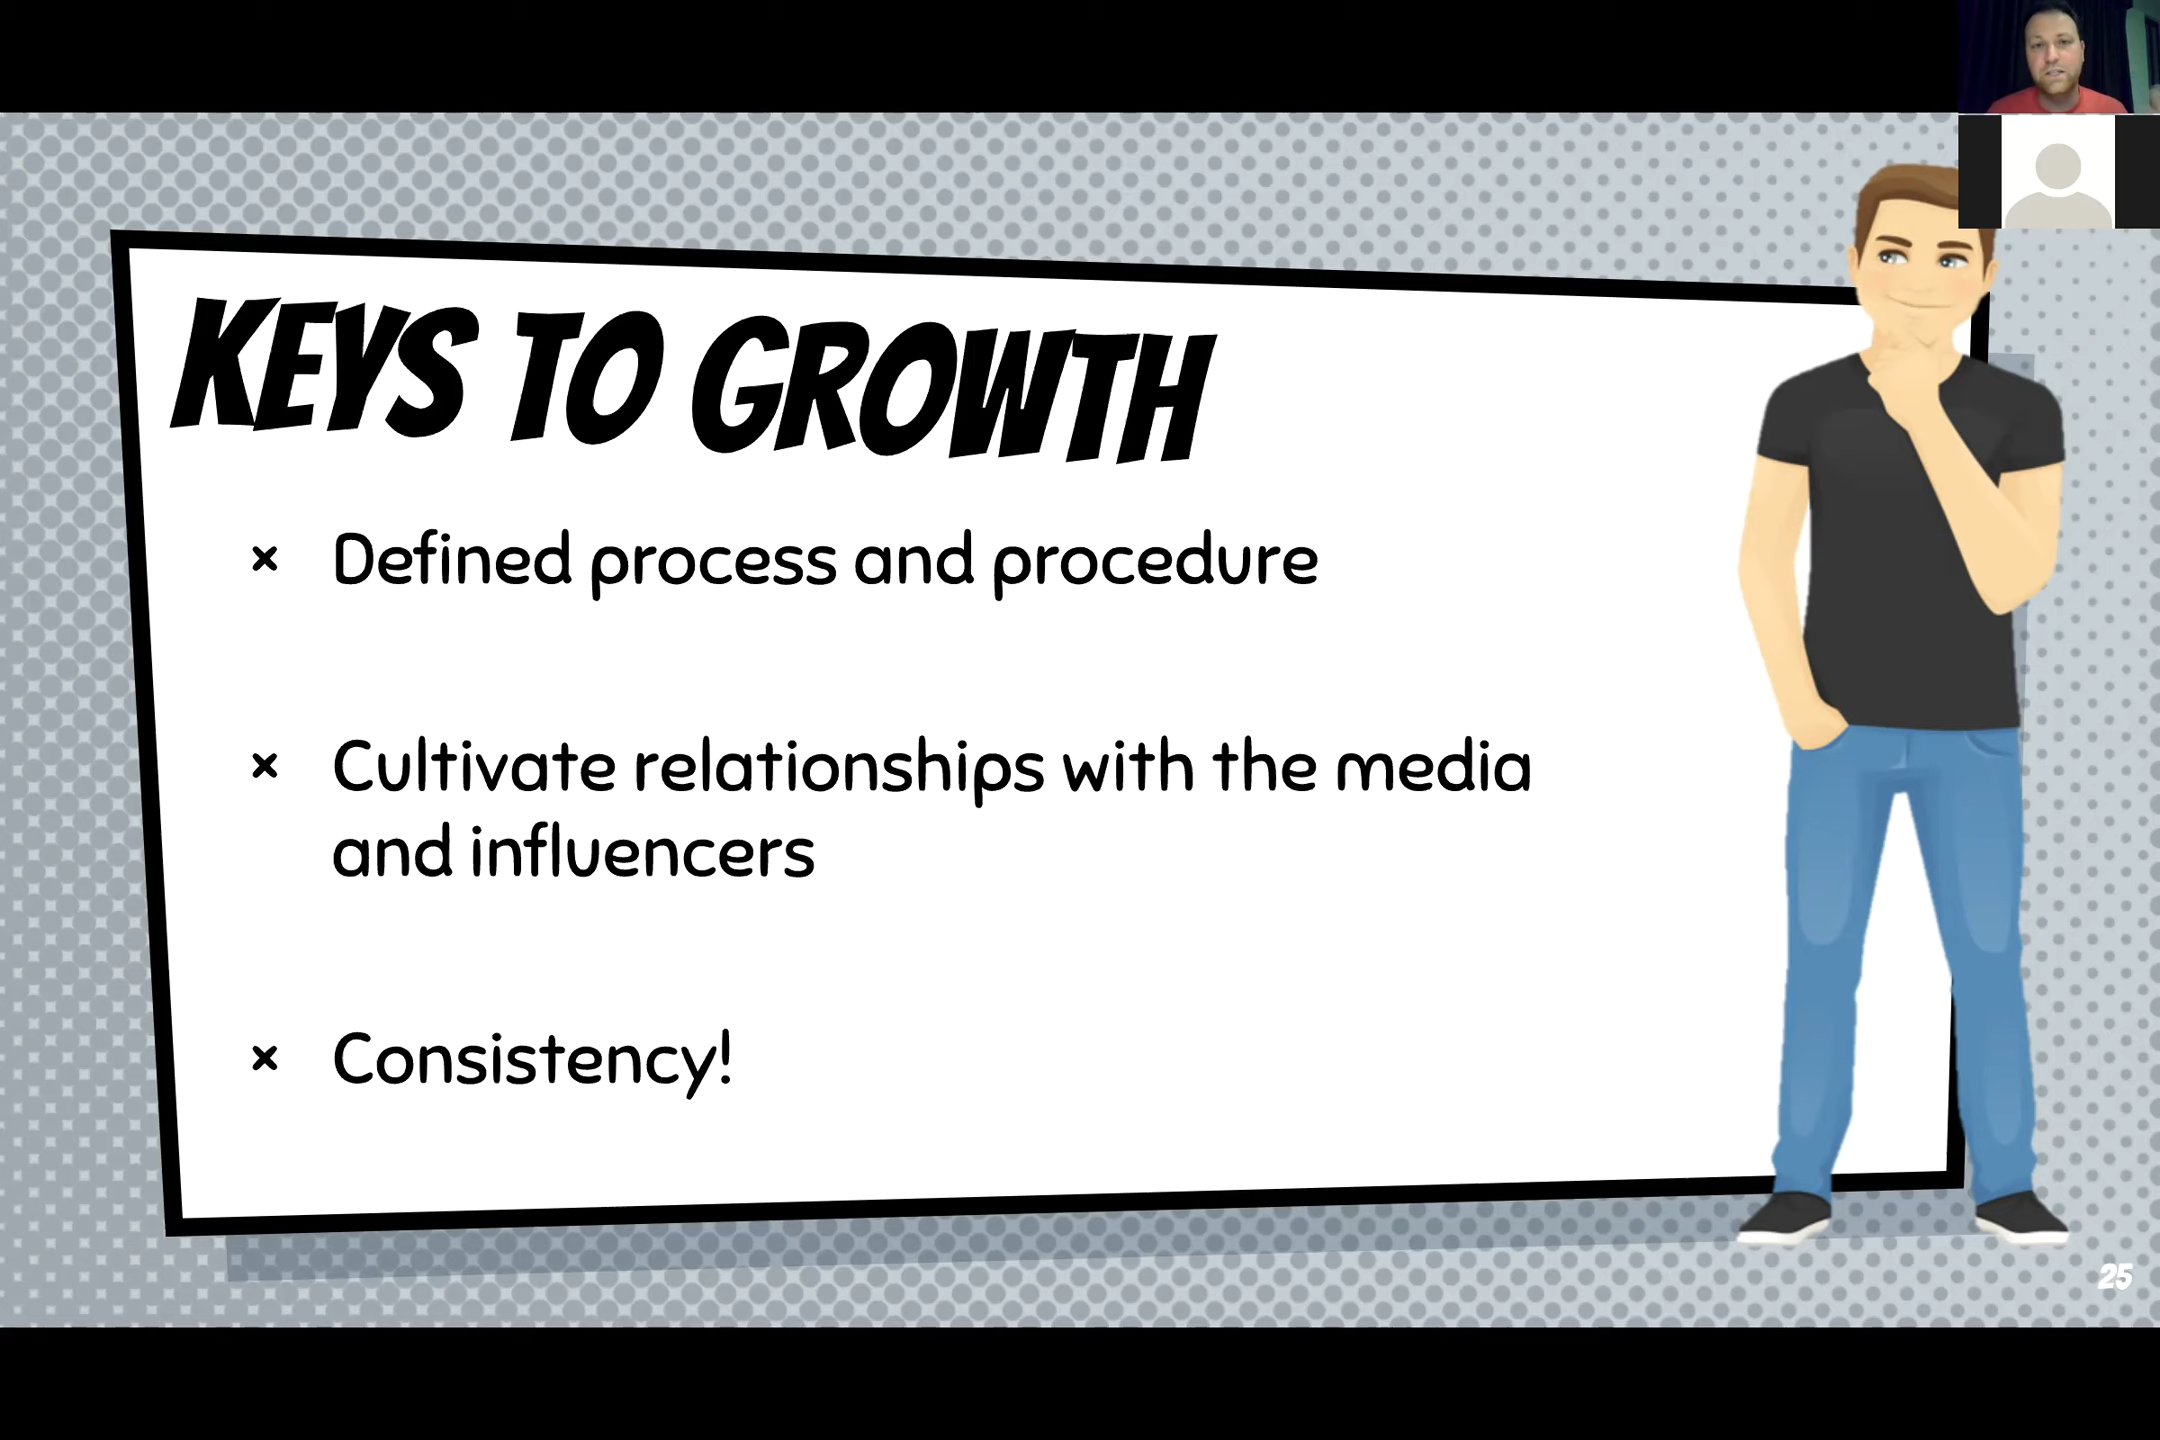 KEYS TO GROWTH
× Defined process and procedure
× Cultivate relationships with the media
and influencers
× Consistency!
25